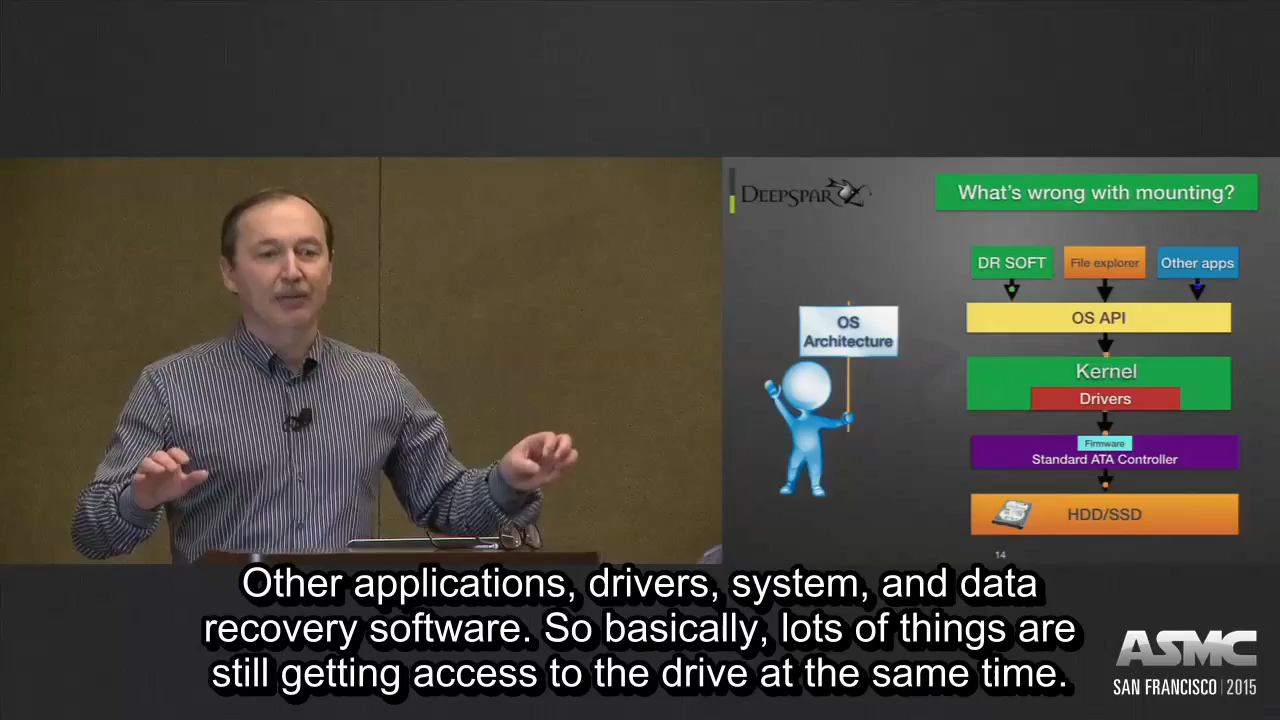 DEEPSPAR
What's wrong with mounting?
DR SOFT
File explorer
Other apps
OS API
OS
Architecture
Kernel
Drivers
Firmware
Standard ATA Controller
HDD/SSD
14
Other applications, drivers, system, and data
recovery software. So basically, lots of things are
still getting access to the drive at the same time.
ASMC
SAN FRANCISCO | 2015